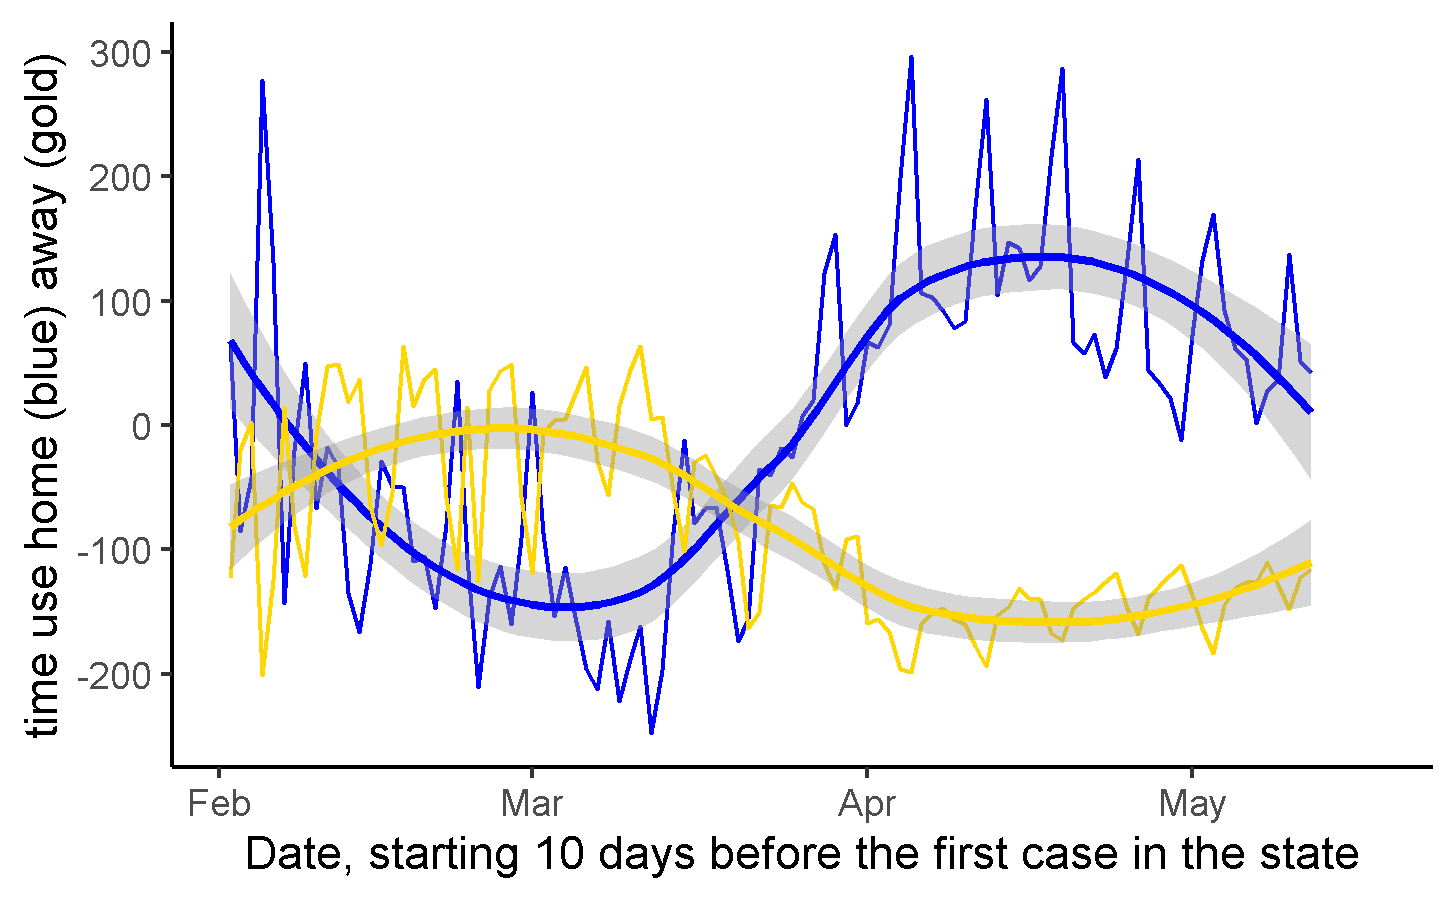 time use home (blue) away (gold)
300
200
100
0
-100
-200
Feb
Mar
Apr
May
Date, starting 10 days before the first case in the state